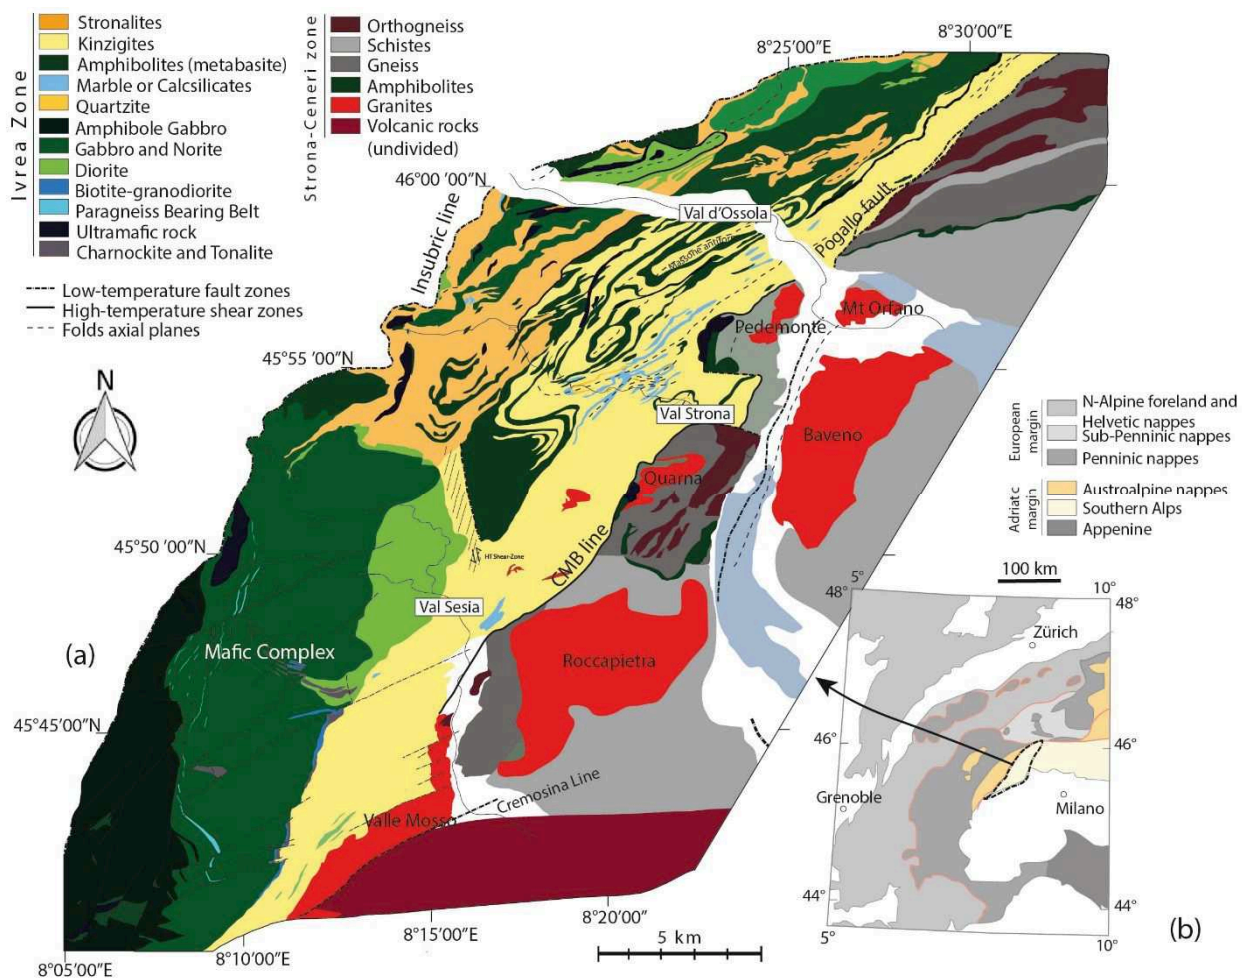 Ivrea Zone
Stronalites
Kinzigites
Amphibolites (metabasite)
Marble or Calcsilicates
Quartzite
Amphibole Gabbro
Gabbro and Norite
Diorite
Biotite-granodiorite
Paragneiss Bearing Belt
Ultramafic rock
Charnockite and Tonalite
Strona-Ceneri zone
Orthogneiss
Schistes
Gneiss
Amphibolites
Granites
Volcanic rocks
(undivided)
Low-temperature fault zones
High-temperature shear zones
Folds axial planes
N
8°25'00"E
8°30'00"E
46°00 '00"N
Insubric line
Val d'Ossola
Pogallo fault
Mt Orfano
Pedemonte
45°55 '00"N
Val Strona
Baveno
Quarna
45°50 '00"N
HT Shear-Zone
CMB line
Val Sesia
(a)
Mafic Complex
Roccapietra
45°45'00"N
Cremosina Line
Valle Mosso
8°20'00"
8°15'00"E
8°10'00"E
8°05'00"E
5 km
European
margin
N-Alpine foreland and
Helvetic nappes
Sub-Penninic nappes
Penninic nappes
Adriatic
margin
Austroalpine nappes
Southern Alps
Appenine
100 km
5°
10°
48°
48°
Zürich
46°
46°
Grenoble
Milano
44°
44°
5°
10°
(b)